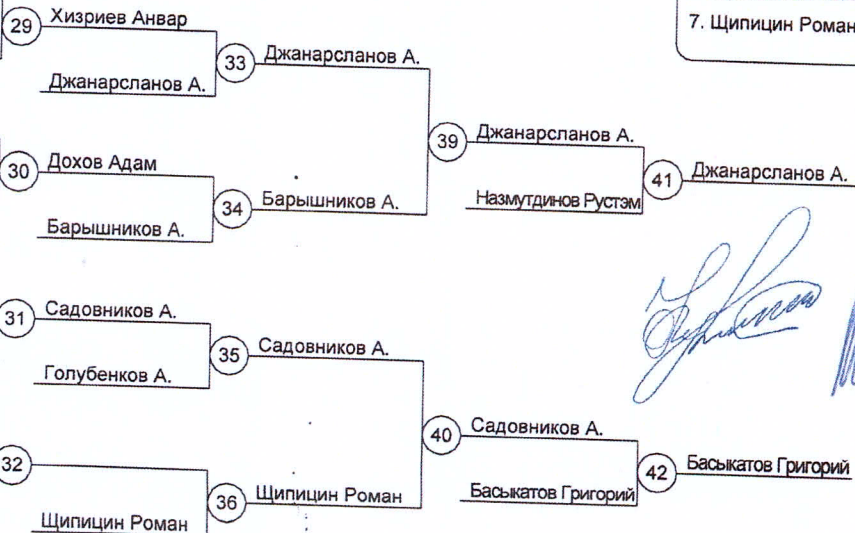 7. Щипицин Роман
29 Хизриев Анвар
33 Джанарсланов А.
Джанарсланов А.
39 Джанарсланов А.
41 Джанарсланов А.
30 Дохов Адам
34 Барышников А.
Назмутдинов Рустэм
Барышников А.
31 Садовников А.
35 Садовников А.
Голубенков А.
40 Садовников А.
42 Басыкатов Григорий
32
36 Щипицин Роман
Басыкатов Григорий
Щипицин Роман